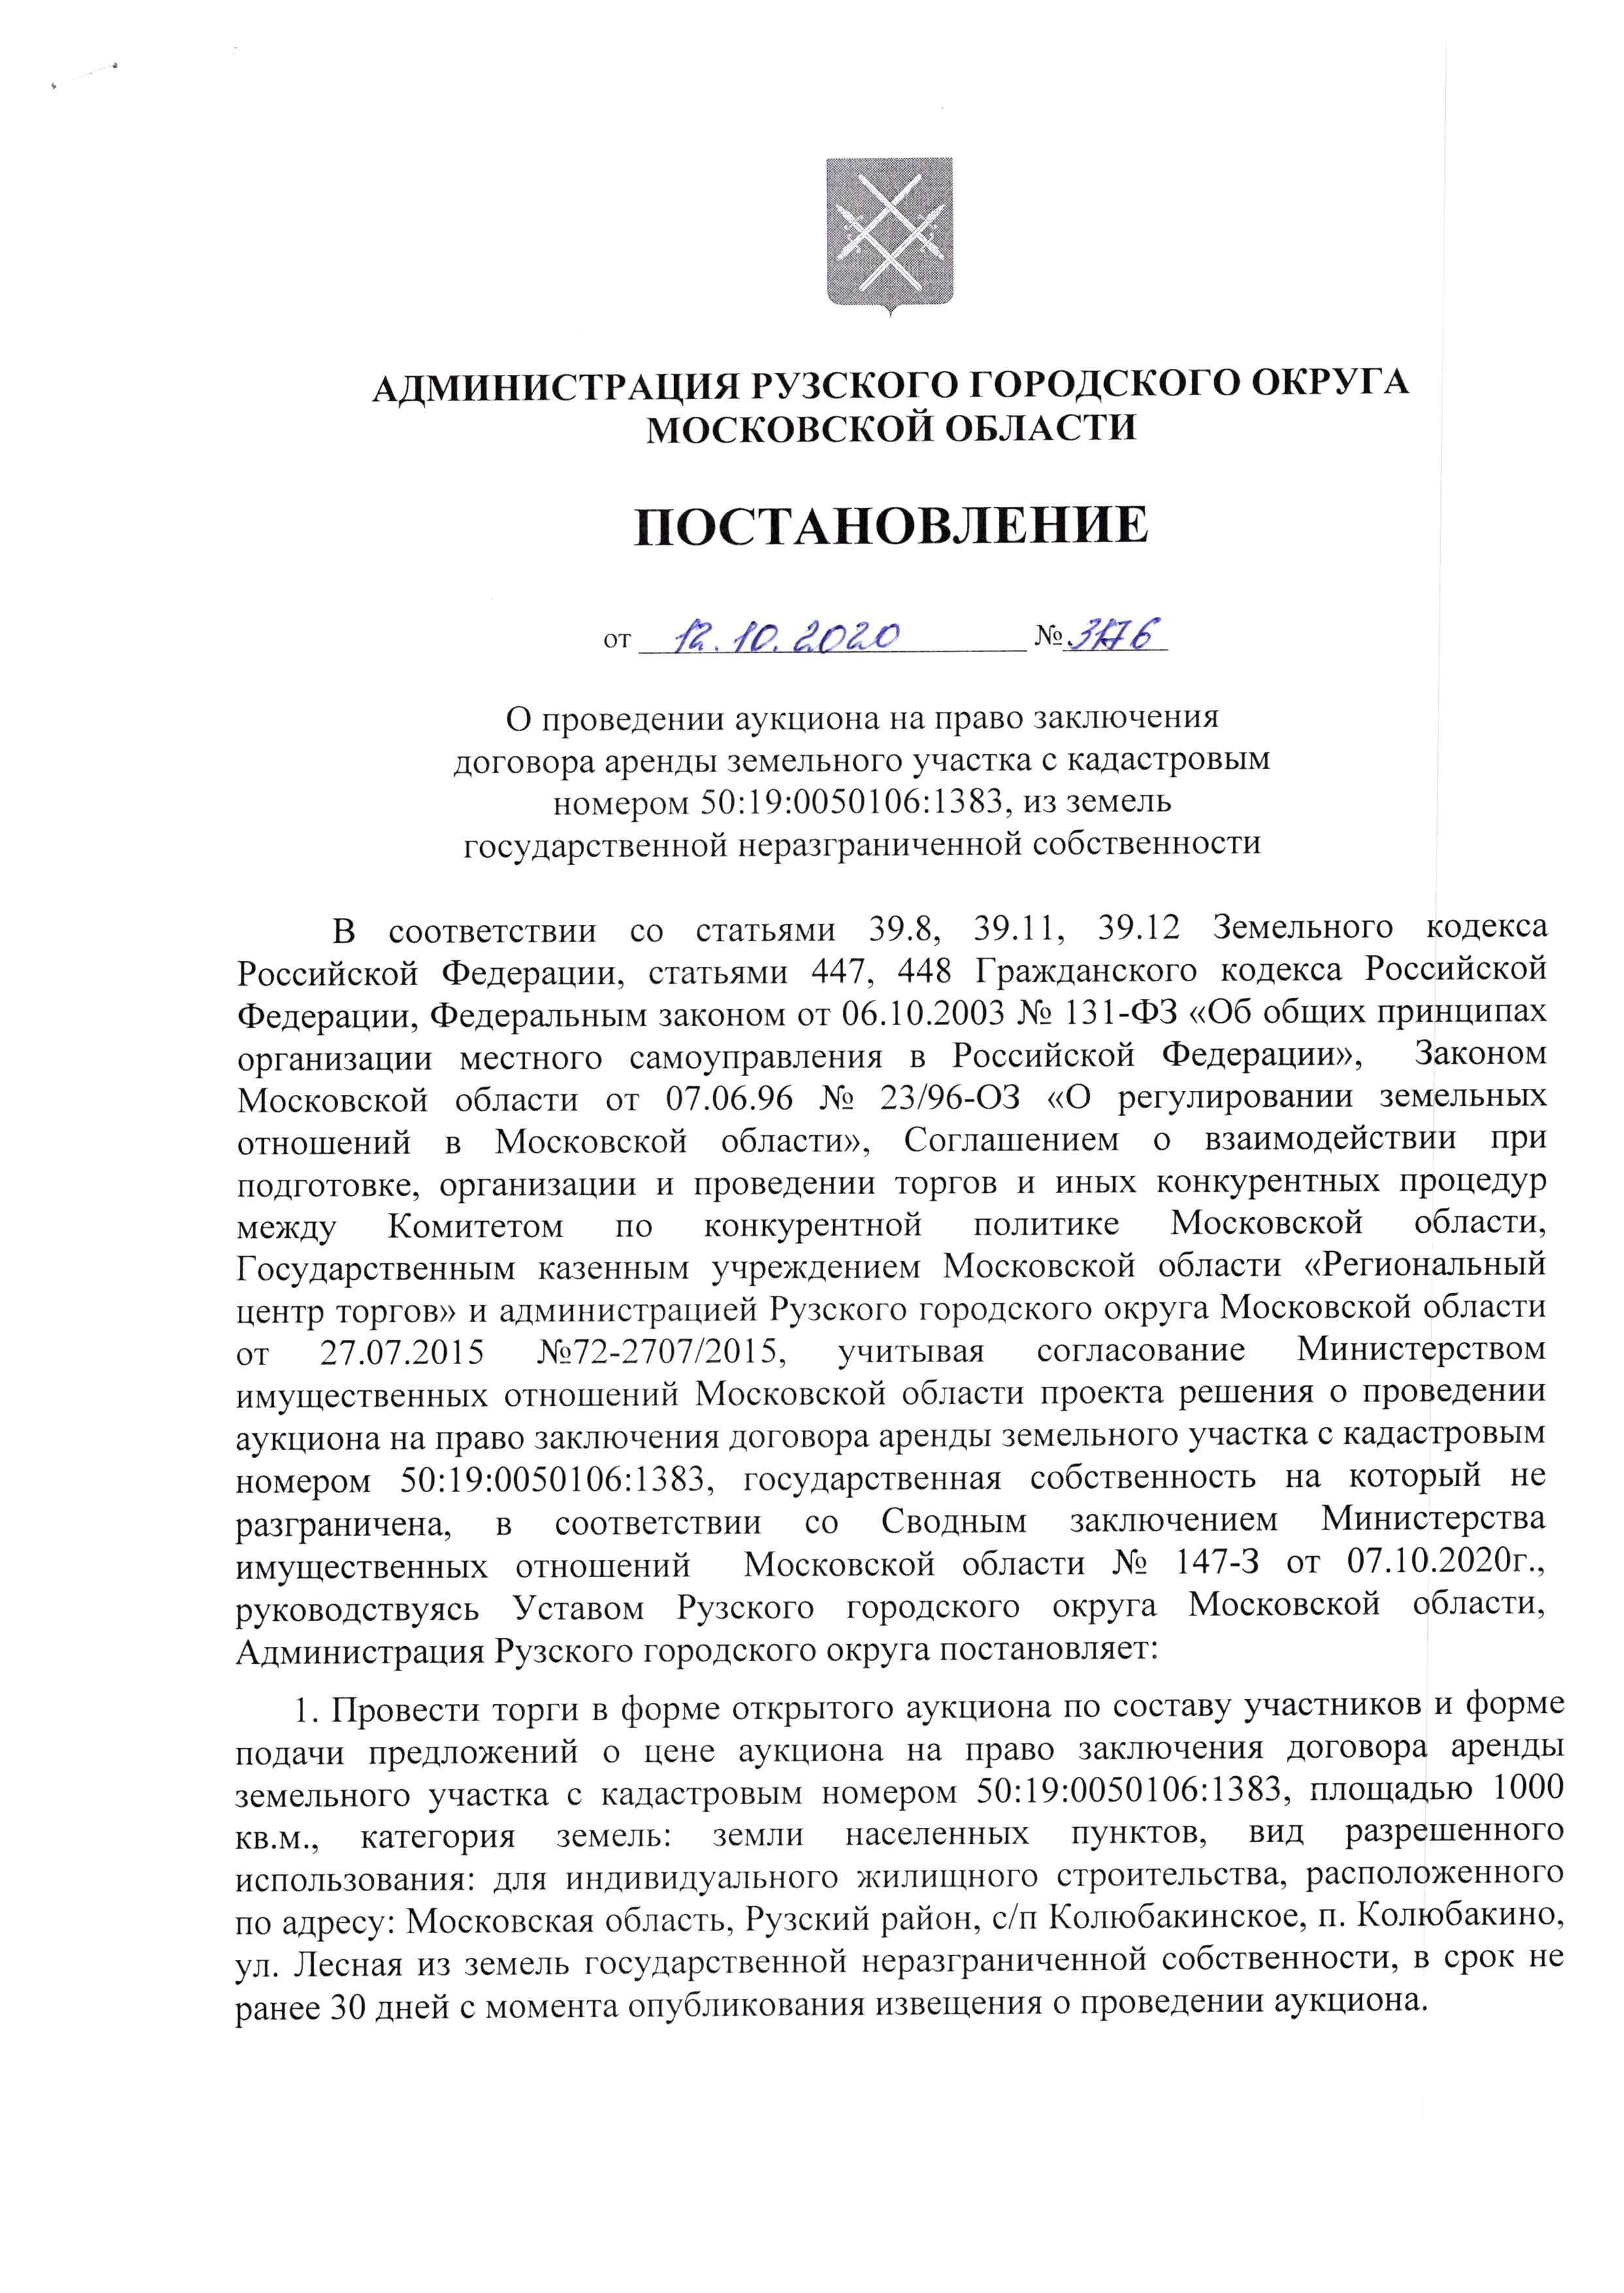 АДМИНИСТРАЦИЯ РУЗСКОГО ГОРОДСКОГО ОКРУГА
МОСКОВСКОЙ ОБЛАСТИ
ПОСТАНОВЛЕНИЕ
от 12.10.2020 № 3176
О проведении аукциона на право заключения
договора аренды земельного участка с кадастровым
номером 50:19:0050106:1383, из земель
государственной неразграниченной собственности
В соответствии со статьями 39.8, 39.11, 39.12 Земельного кодекса
Российской Федерации, статьями 447, 448 Гражданского кодекса Российской
Федерации, Федеральным законом от 06.10.2003 № 131-ФЗ «Об общих принципах
организации местного самоуправления в Российской Федерации», Законом
Московской области от 07.06.96 № 23/96-ОЗ «О регулировании земельных
отношений в Московской области», Соглашением о взаимодействии при
подготовке, организации и проведении торгов и иных конкурентных процедур
между Комитетом по конкурентной политике Московской области,
Государственным казенным учреждением Московской области «Региональный
центр торгов» и администрацией Рузского городского округа Московской области
от 27.07.2015 №72-2707/2015, учитывая согласование Министерством
имущественных отношений Московской области проекта решения о проведении
аукциона на право заключения договора аренды земельного участка с кадастровым
номером 50:19:0050106:1383, государственная собственность на который не
разграничена, в соответствии со Сводным заключением Министерства
имущественных отношений Московской области № 147-З от 07.10.2020г.,
руководствуясь Уставом Рузского городского округа Московской области,
Администрация Рузского городского округа постановляет:
1. Провести торги в форме открытого аукциона по составу участников и форме
подачи предложений о цене аукциона на право заключения договора аренды
земельного участка с кадастровым номером 50:19:0050106:1383, площадью 1000
кв.м., категория земель: земли населенных пунктов, вид разрешенного
использования: для индивидуального жилищного строительства, расположенного
по адресу: Московская область, Рузский район, с/п Колюбакинское, п. Колюбакино,
ул. Лесная из земель государственной неразграниченной собственности, в срок не
ранее 30 дней с момента опубликования извещения о проведении аукциона.